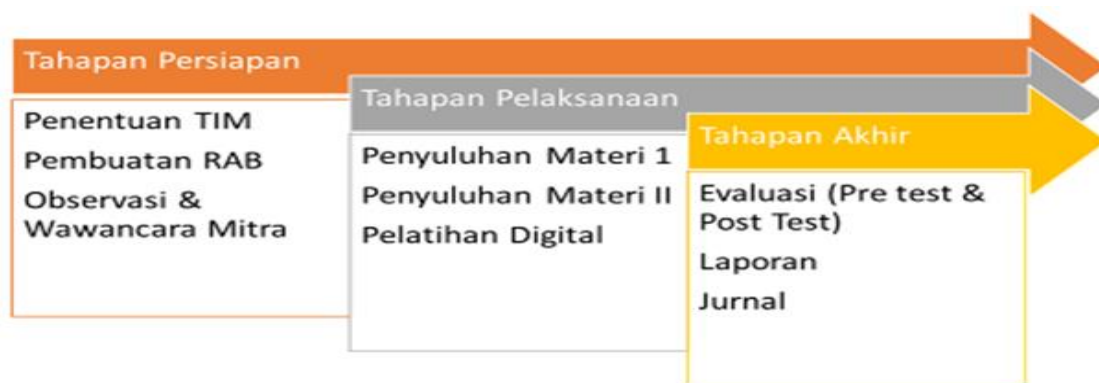 Tahapan Persiapan
Penentuan TIM
Pembuatan RAB
Observasi &
Wawancara Mitra
Tahapan Pelaksanaan
Penyuluhan Materi 1
Penyuluhan Materi II
Pelatihan Digital
Tahapan Akhir
Evaluasi (Pre test &
Post Test)
Laporan
Jurnal